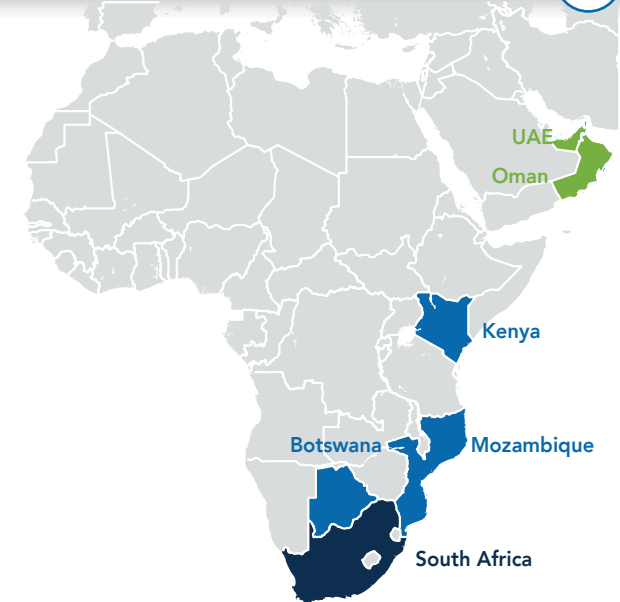 UAE
Oman
Kenya
Botswana
Mozambique
South Africa